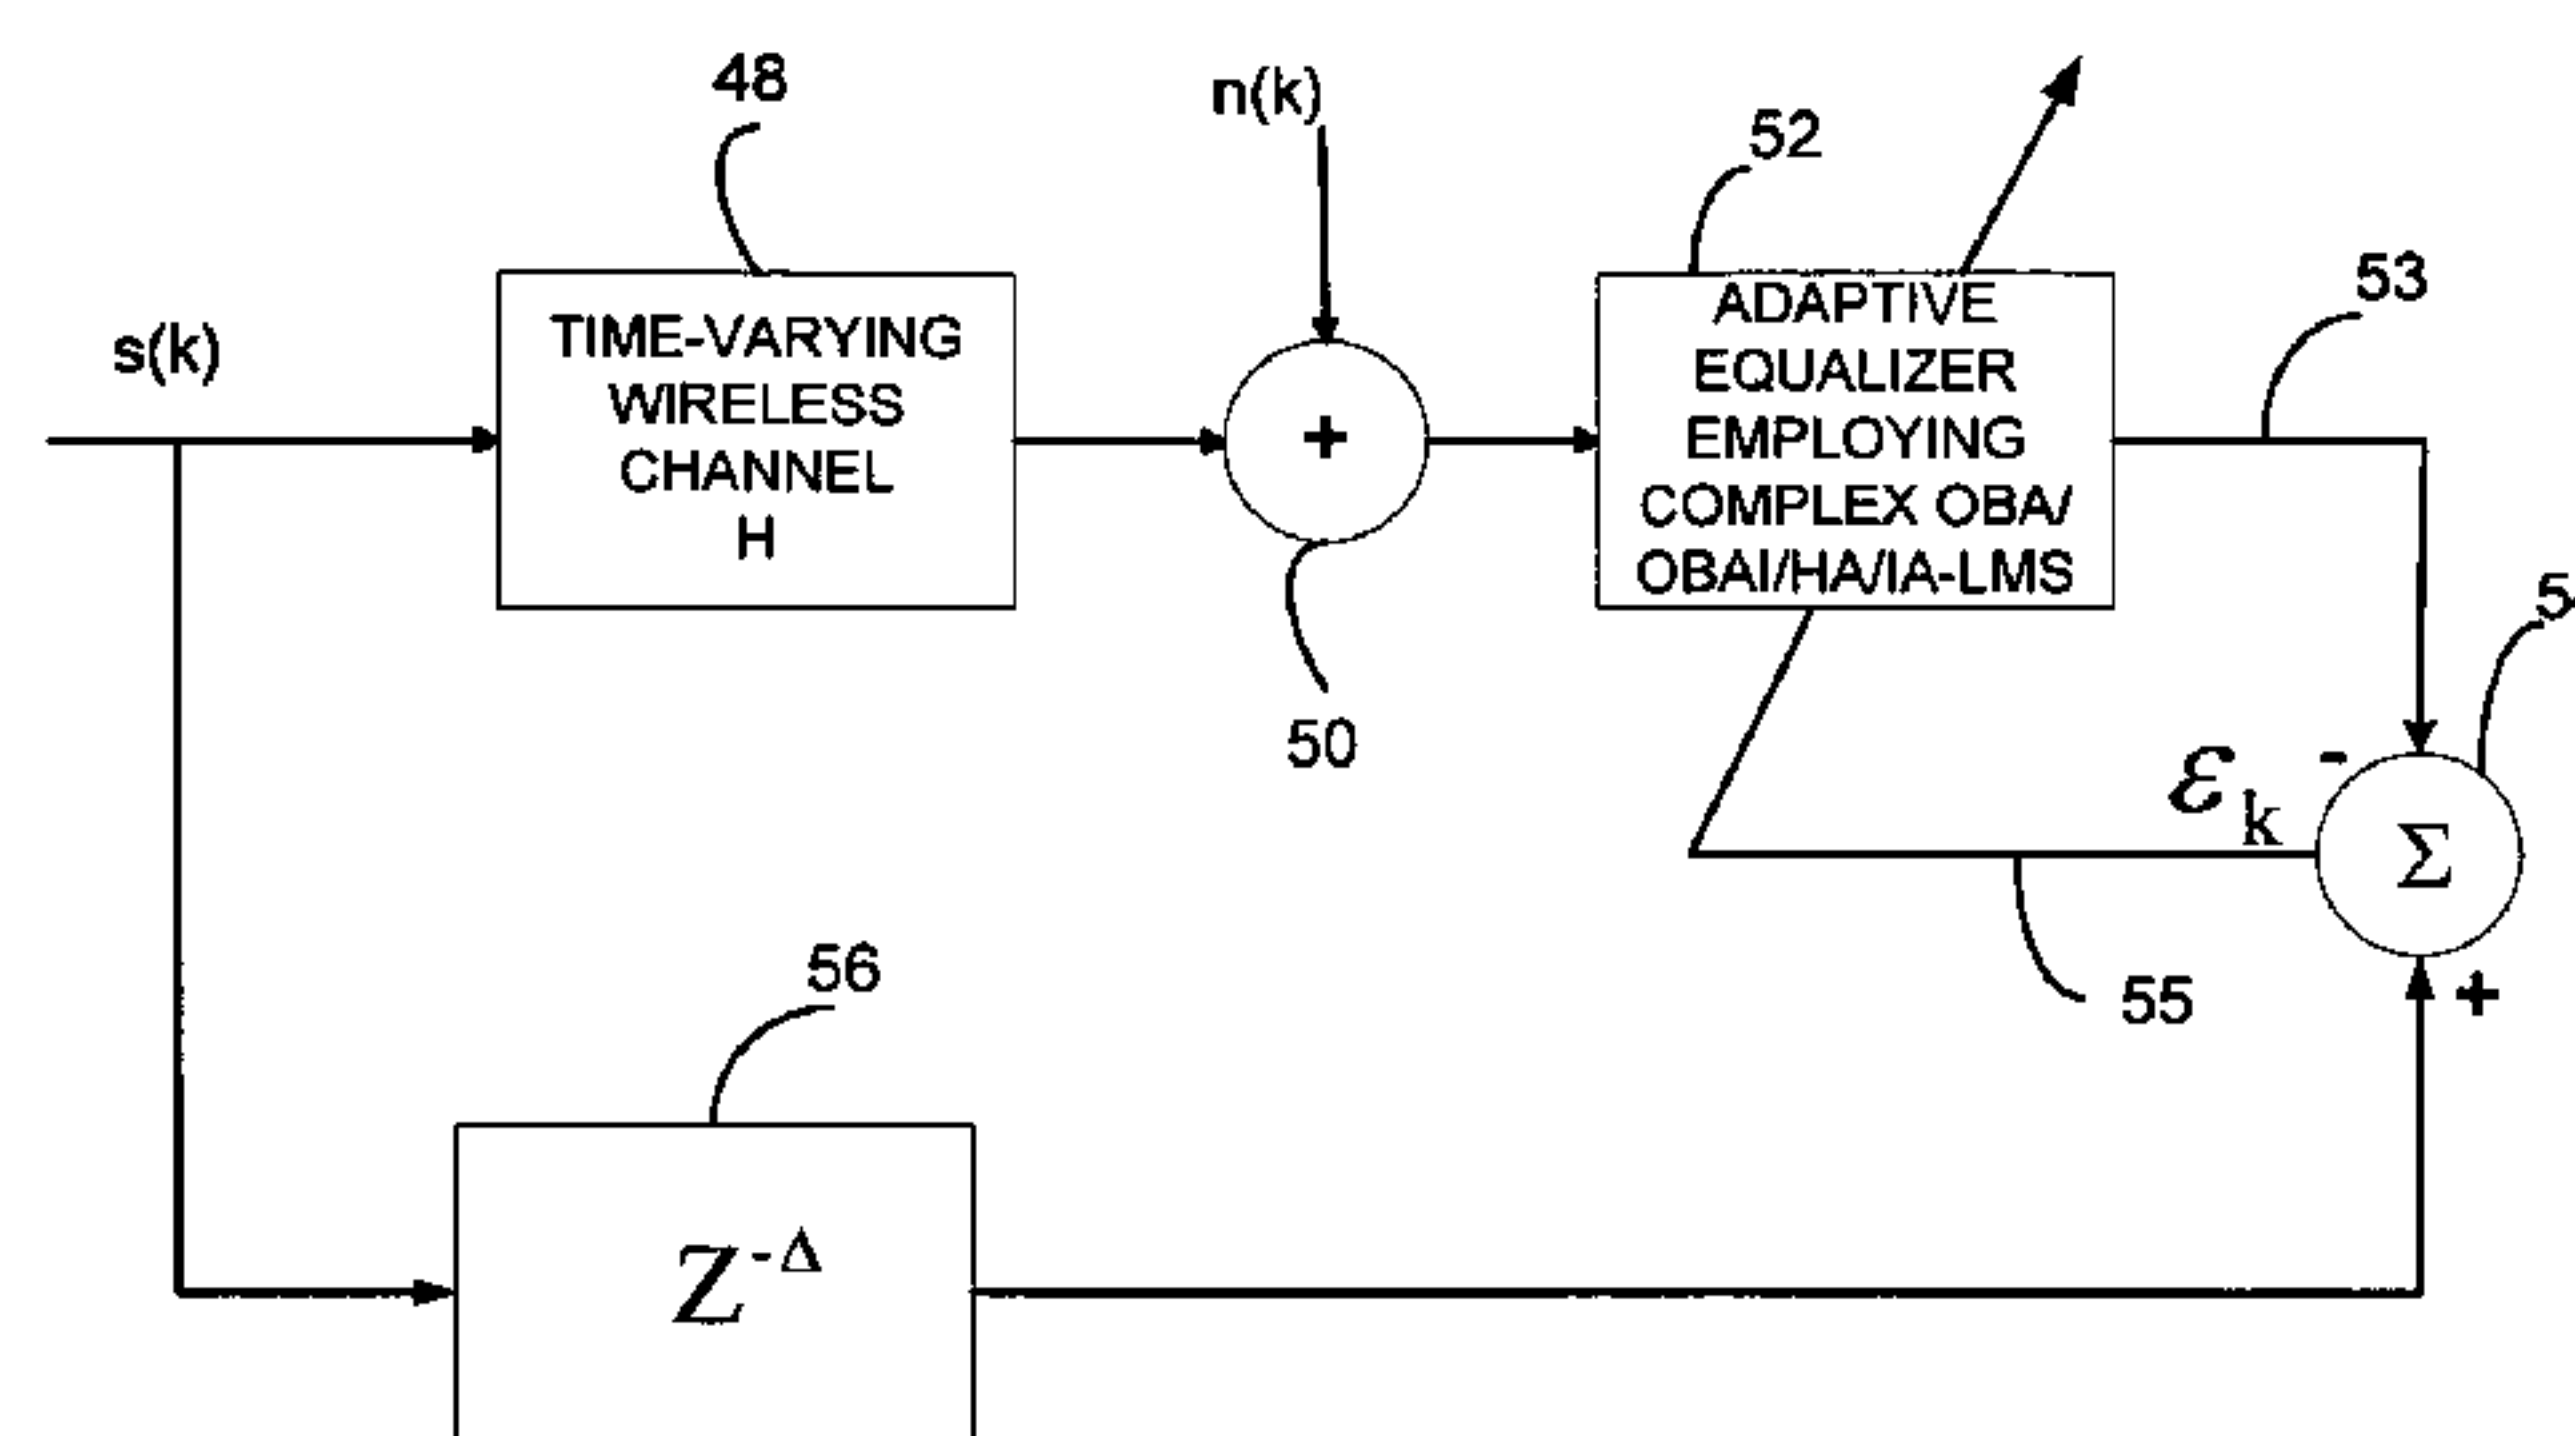 48
n(k)
52
53
s(k)
TIME-VARYING
WIRELESS
CHANNEL
H
+
ADAPTIVE
EQUALIZER
EMPLOYING
COMPLEX OBA/
OBAI/HA/IA-LMS
50
5
ε k
-
Σ
+
55
56
Z-Δ